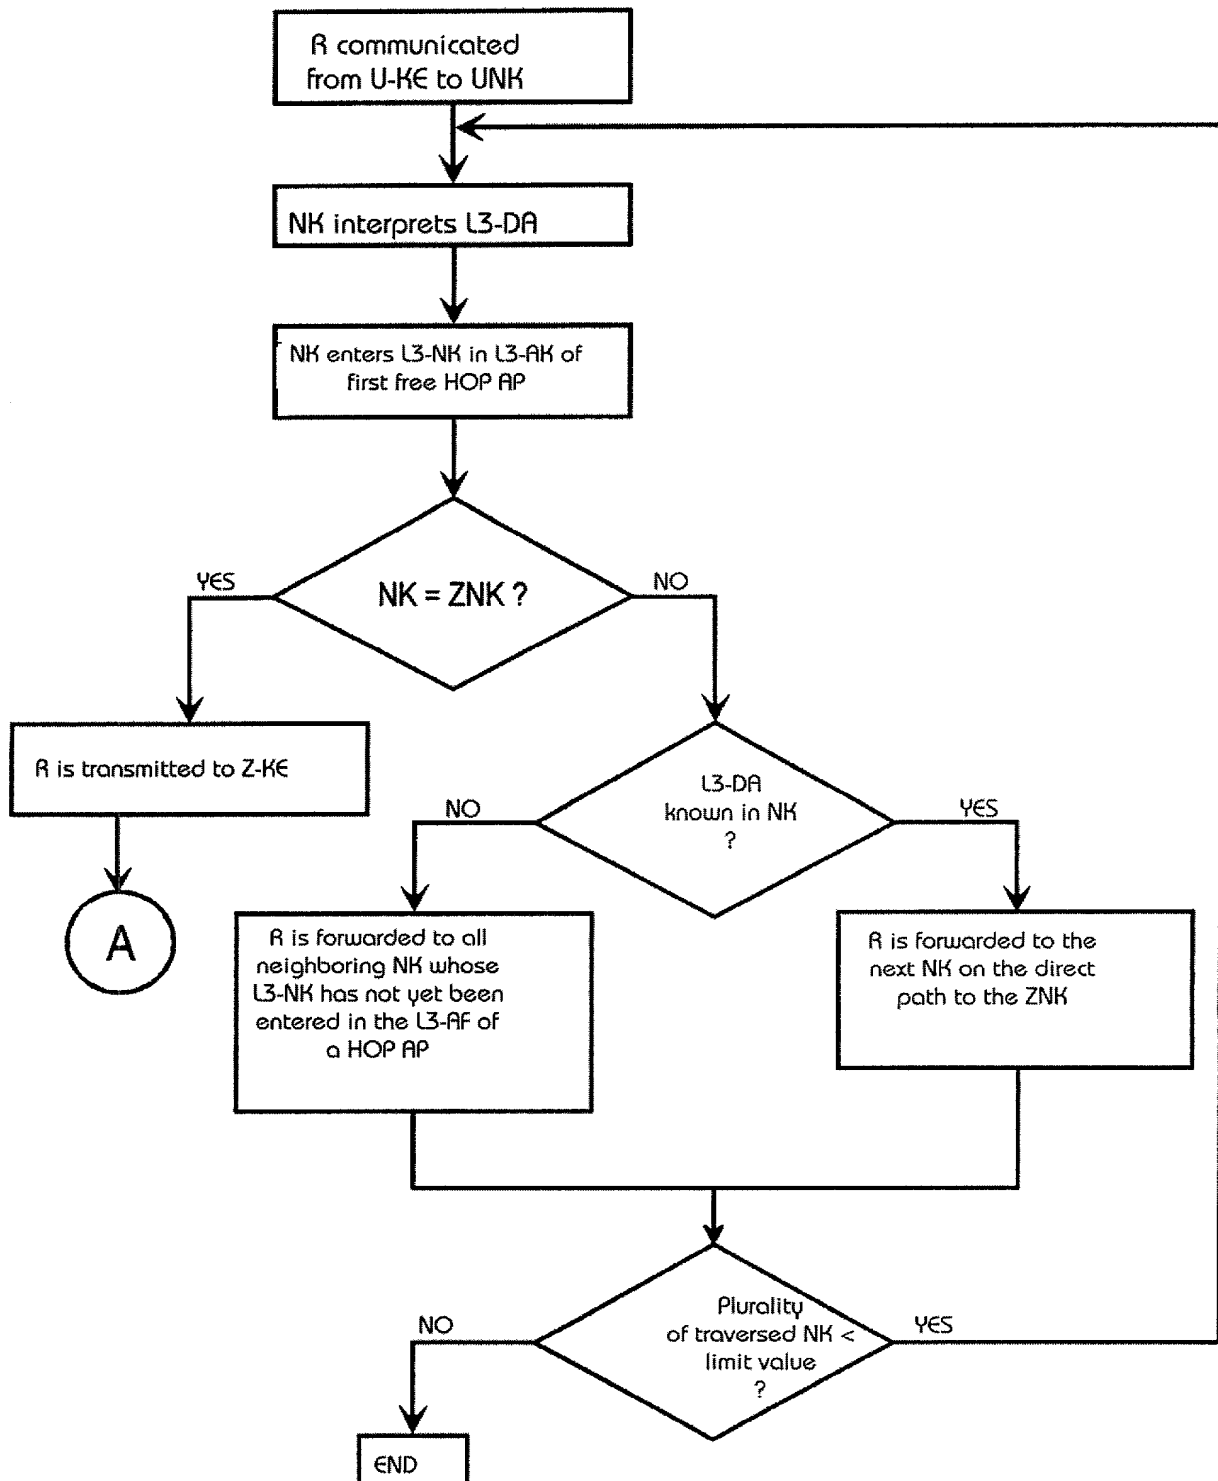 R communicated
from U-KE to UNK
NK interprets L3-DA
NK enters L3-NK in L3-AK of
first free HOP AP
NK = ZNK ?
YES
NO
R is transmitted to Z-KE
A
L3-DA
known in NK
?
NO
YES
R is forwarded to all
neighboring NK whose
L3-NK has not yet been
entered in the L3-AF of
a HOP AP
R is forwarded to the
next NK on the direct
path to the ZNK
Plurality
of traversed NK <
limit value
?
NO
YES
END